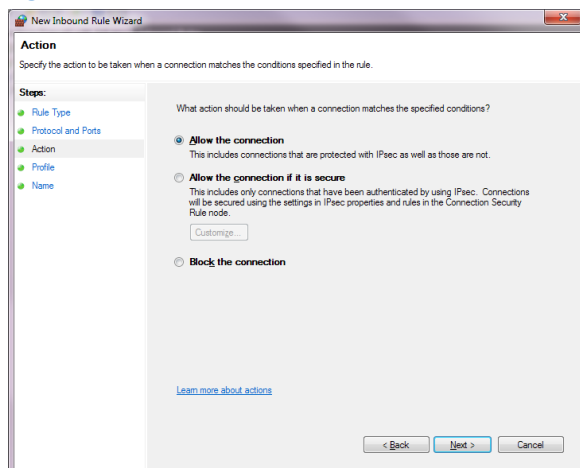 New Inbound Rule Wizard
Action
Specify the action to be taken when a connection matches the conditions specified in the rule.
Steps:
Rule Type
Protocol and Ports
Action
Profile
Name
What action should be taken when a connection matches the specified conditions?
Allow the connection
This includes connections that are protected with IPsec as well as those are not.
Allow the connection if it is secure
This includes only connections that have been authenticated by using IPsec. Connections
will be secured using the settings in IPsec properties and rules in the Connection Security
Rule node.
Customize...
Block the connection
Learn more about actions
< Back
Next >
Cancel